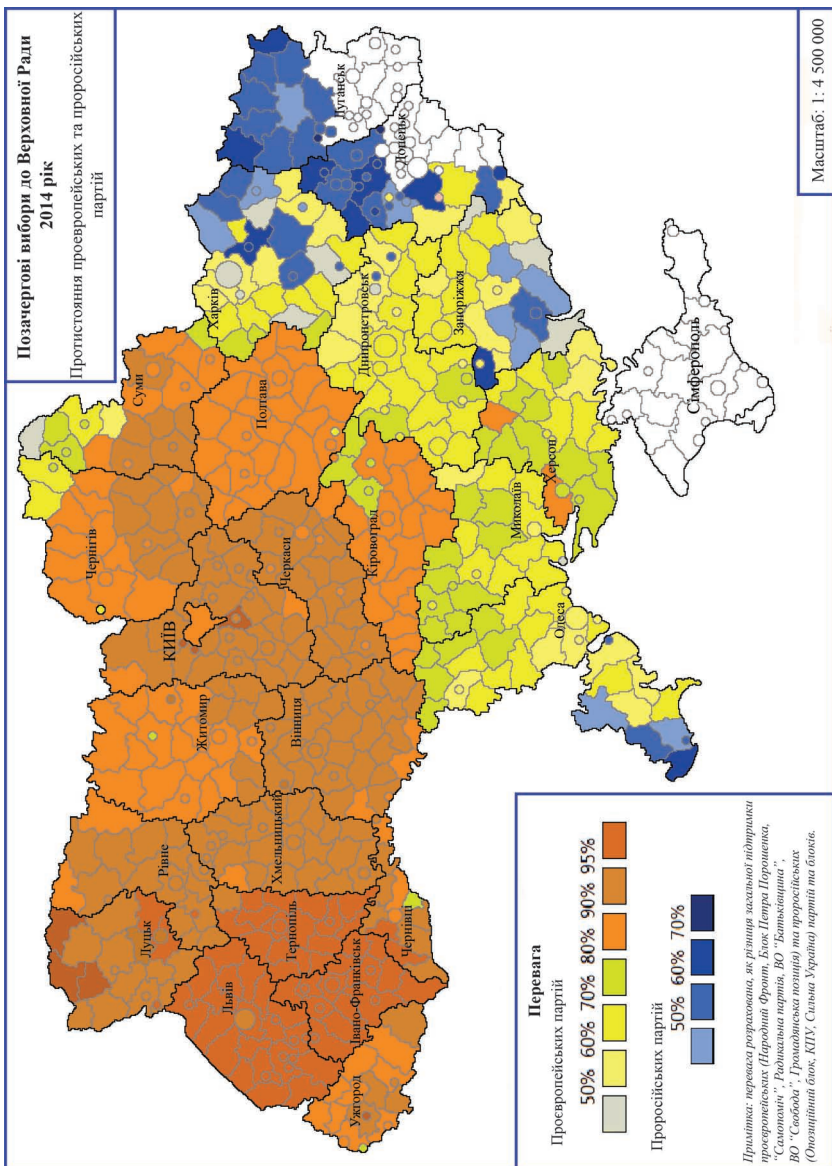 Позачергові вибори до Верховної Ради
2014 рік
Протистояння проевропейських та проросійських
партій
Чернігів
Суми
Луцьк
Рівне
Житомир
КИЇВ
Харків
Луганськ
Львів
Тернопіль
Хмельницький
Вінниця
Черкаси
Полтава
Ужгород
Івано-Франківськ
Чернівці
Кіровоград
Дніпропетровськ
Донецьк
Запоріжжя
Миколаїв
Херсон
Одеса
Сімферополь
Перевага
Проєвропейських партій
50% 60% 70% 80% 90% 95%
Проросійських партій
50% 60% 70%
Примітка: перевага розрахована, як різниця загальної підтримки
проєвропейських (Народний Фронт, Блок Петра Порошенка,
"Самопоміч", Радикальна партія, ВО "Батьківщина",
ВО "Свобода", Громадянська позиція) та проросійських
(Опозиційний блок, КПУ, Сильна Україна) партій та блоків.
Масштаб: 1: 4 500 000